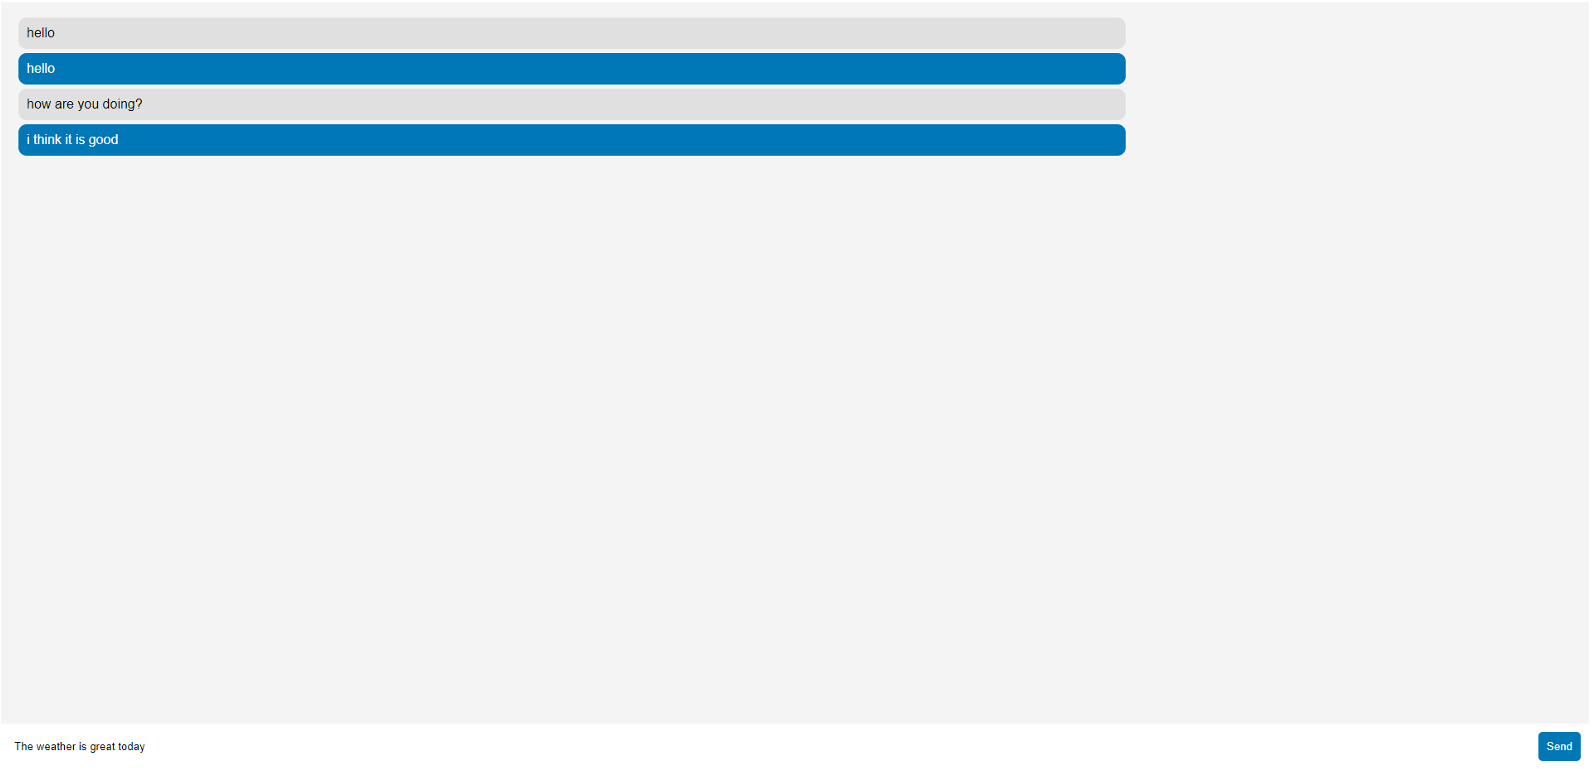 hello
hello
how are you doing?
i think it is good
The weather is great today
Send